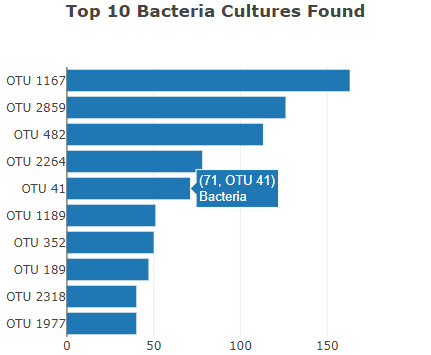 Top 10 Bacteria Cultures Found
OTU 1167
OTU 2859
OTU 482
OTU 2264
OTU 41
(71, OTU 41)
Bacteria
OTU 1189
OTU 352
OTU 189
OTU 2318
OTU 1977
0 50 100 150